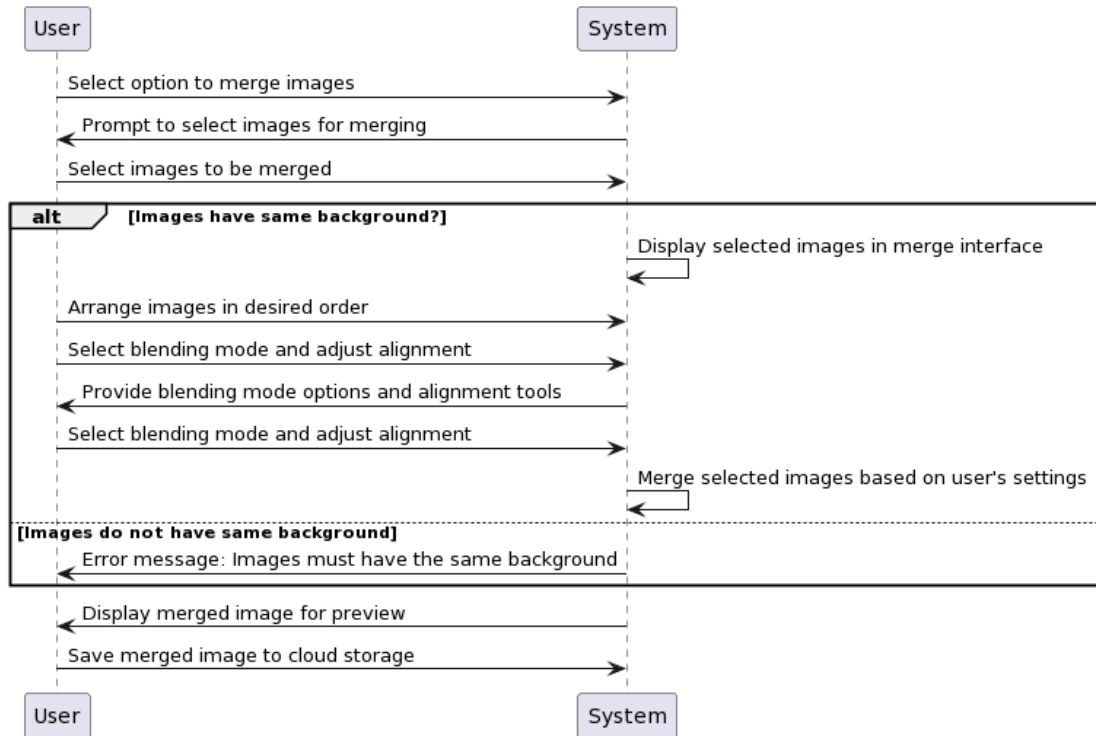 User System
Select option to merge images
Prompt to select images for merging
Select images to be merged
alt [Images have same background?]
Display selected images in merge interface
Arrange images in desired order
Select blending mode and adjust alignment
Provide blending mode options and alignment tools
Select blending mode and adjust alignment
Merge selected images based on user's settings
[Images do not have same background]
Error message: Images must have the same background
Display merged image for preview
Save merged image to cloud storage
User System